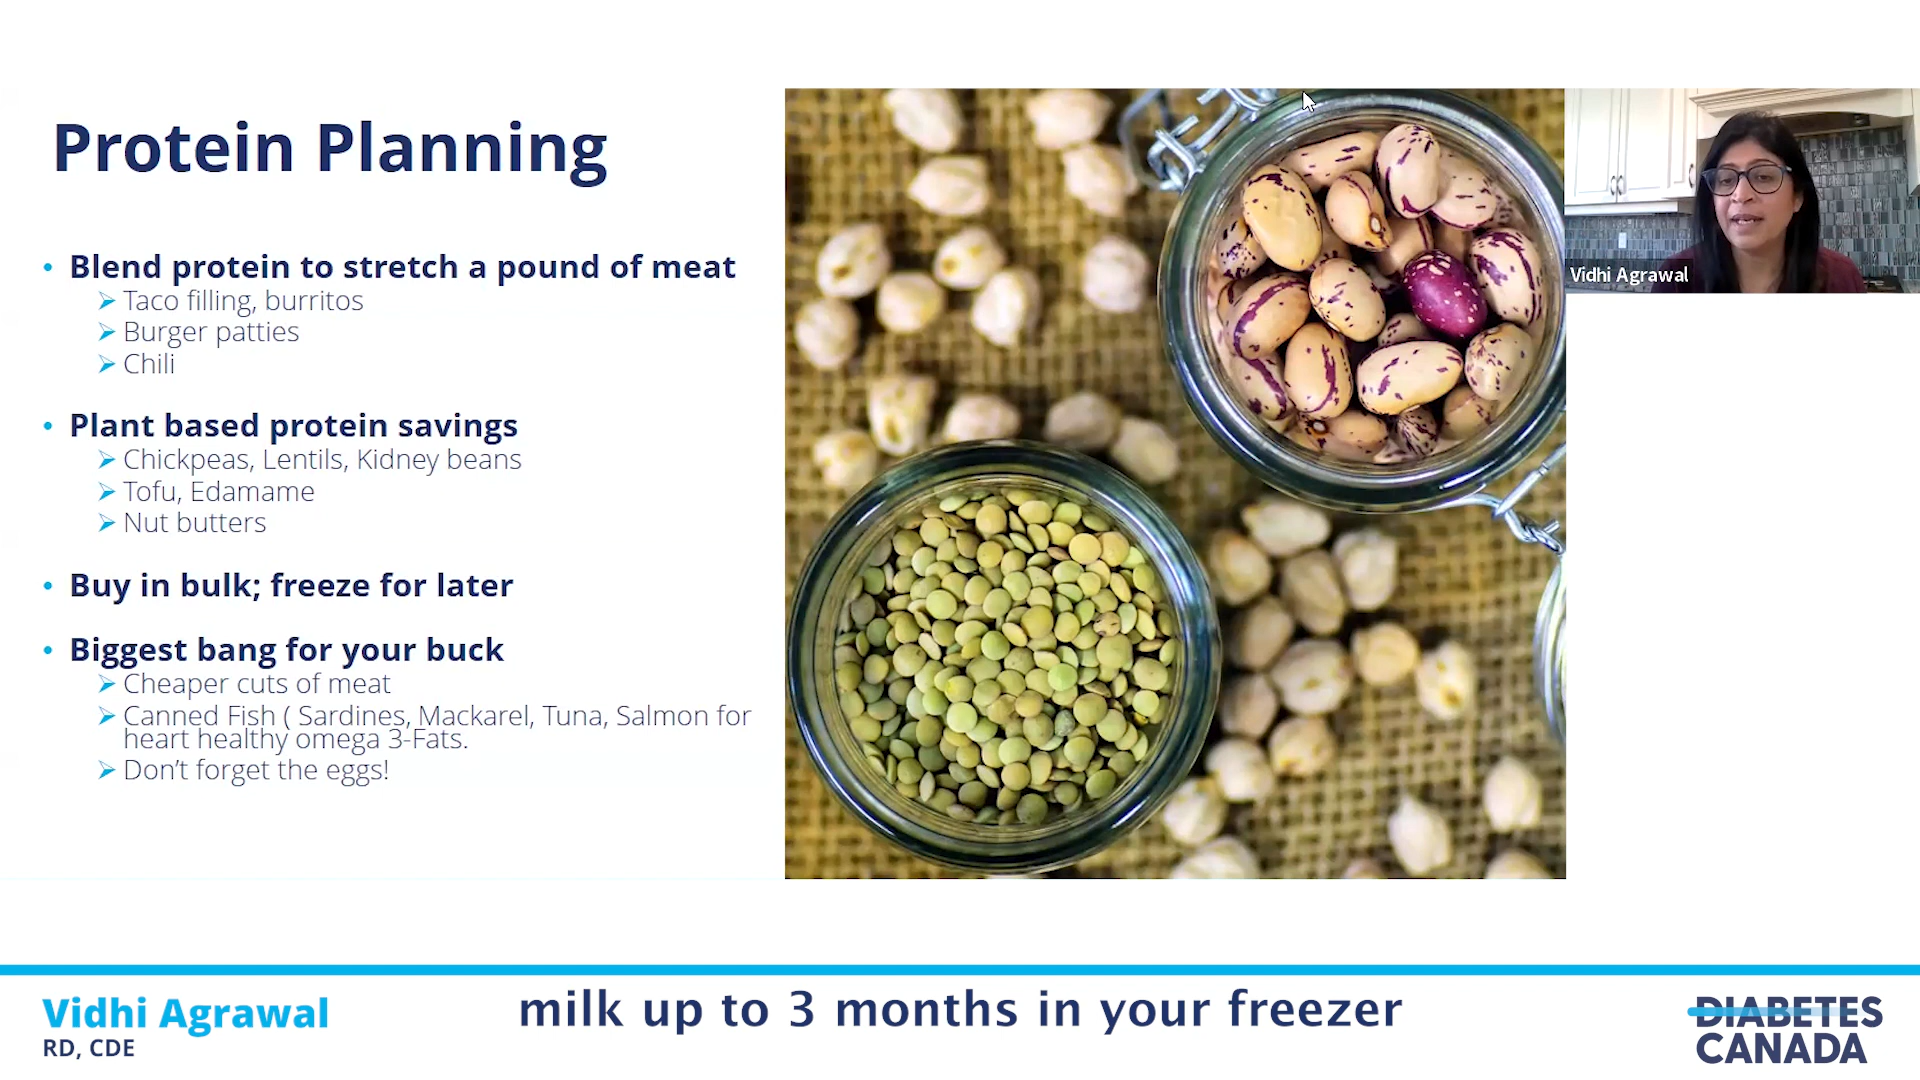 Protein Planning
• Blend protein to stretch a pound of meat
➢ Taco filling, burritos
➢ Burger patties
➢ Chili
• Plant based protein savings
➢ Chickpeas, Lentils, Kidney beans
➢ Tofu, Edamame
➢ Nut butters
• Buy in bulk; freeze for later
• Biggest bang for your buck
➢ Cheaper cuts of meat
➢ Canned Fish ( Sardines, Mackarel, Tuna, Salmon for
heart healthy omega 3-Fats.
➢ Don't forget the eggs!
Vidhi Agrawal
Vidhi Agrawal
RD, CDE
milk up to 3 months in your freezer
DIABETES
CANADA